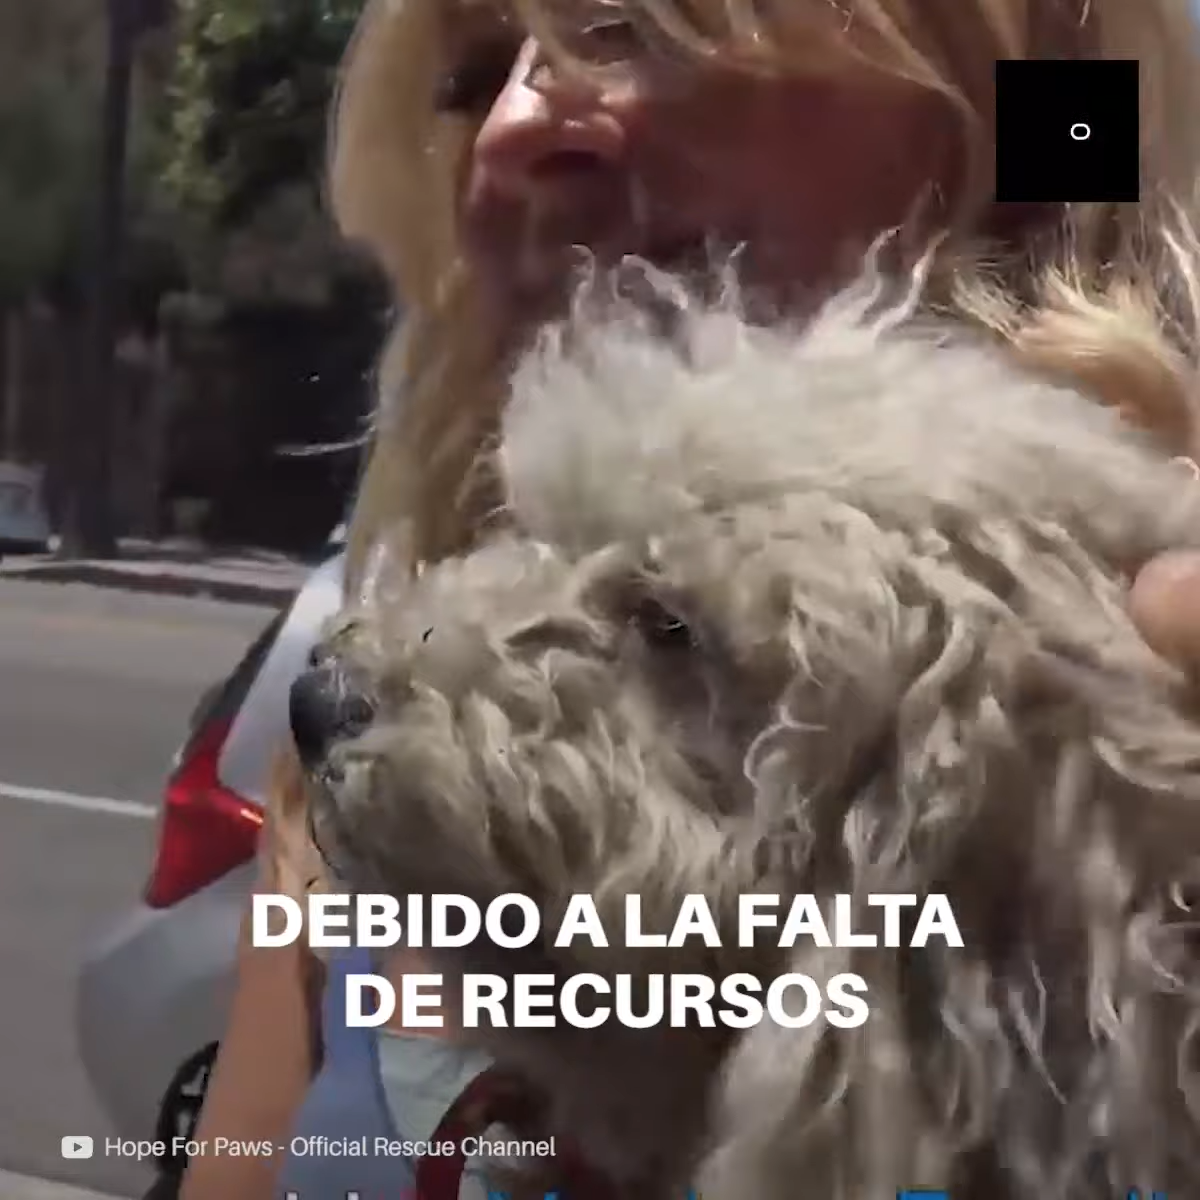 DEBIDO A LA FALTA
DE RECURSOS
Hope For Paws - Official Rescue Channel